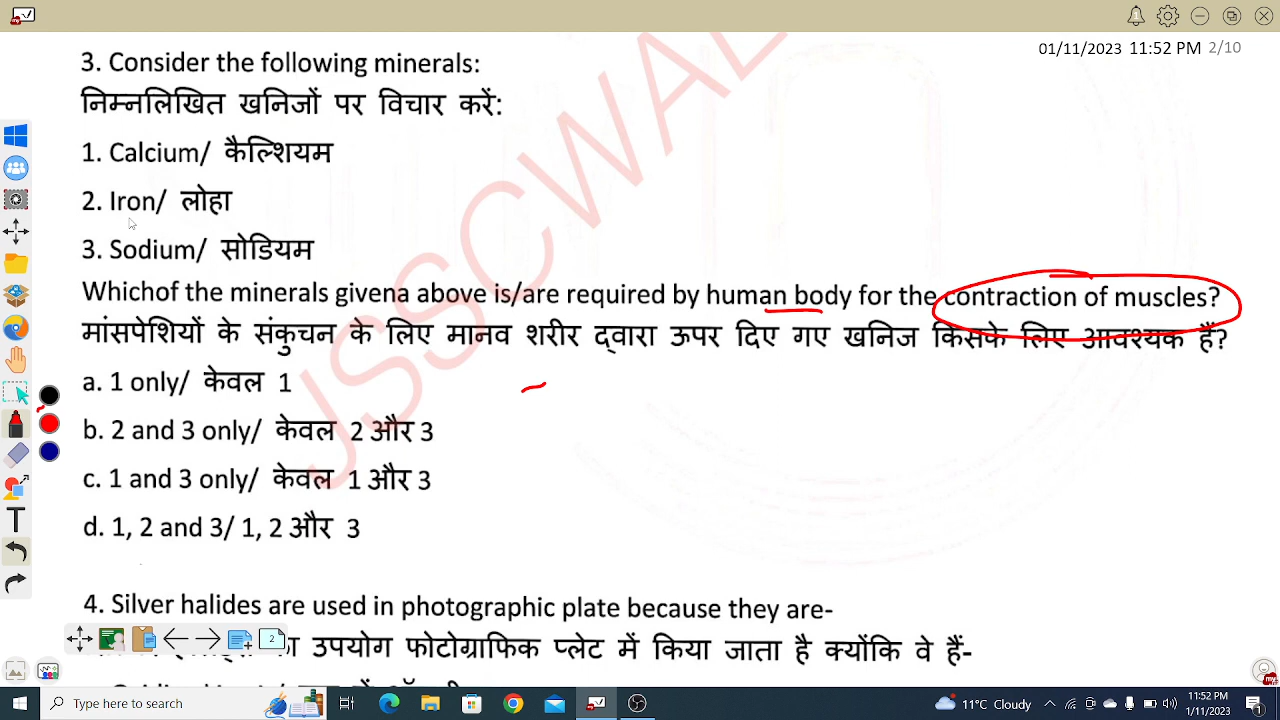 01/11/2023 11:52 PM 2/10
3. Consider the following minerals:
निम्नलिखित खनिजों पर विचार करें:
1. Calcium/ कैल्शियम
2. Iron/ लोहा
3. Sodium/ सोडियम
Whichof the minerals givena above is/are required by human body for the contraction of muscles?
मांसपेशियों के संकुचन के लिए मानव शरीर द्वारा ऊपर दिए गए खनिज किसके लिए आवश्यक हैं?
a. 1 only/ केवल 1
b. 2 and 3 only/ केवल 2 और 3
c. 1 and 3 only/ केवल 1 और 3
d. 1, 2 and 3/ 1, 2 और 3
4. Silver halides are used in photographic plate because they are-
का उपयोग फोटोग्राफिक प्लेट में किया जाता है क्योंकि वे हैं-
JSSCWAL
T
2
Type here to search
11°C Cloudy
11:52 PM
1/11/2023